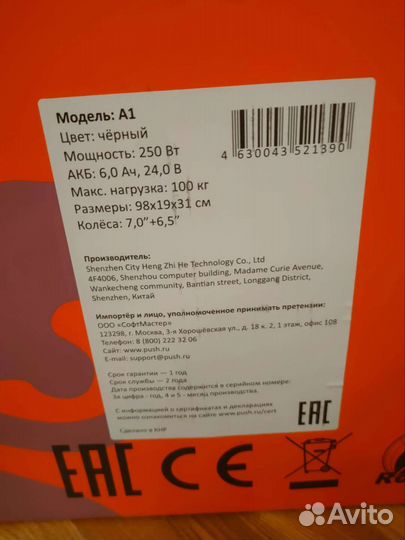 Модель: А1
Цвет: чёрный
Мощность: 250 Вт
АКБ: 6,0 Ач, 24,0 В
Макс. нагрузка: 100 кг
Размеры: 98х19х31 см
Колёса: 7,0”+6,5”
4 630043 521390
Производитель:
Shenzhen City Heng Zhi He Technology Co., Ltd
4F4006, Shenzhou computer building, Madame Curie Avenue,
Wankecheng community, Bantian street, Longgang District,
Shenzhen, Китай
Импортёр и лицо, уполномоченное принимать претензии:
ООО «СофтМастер»
123298, г. Москва, 3-я Хорошёвская ул., д. 18 к. 2, 1 этаж, офис 108
Телефон: 8 (800) 222 32 06
Сайт: www.push.ru
E-mail: support@push.ru
Срок гарантии — 1 год
Срок службы — 2 года
Дата производства содержится в серийном номере:
3а цифра - год, 4 и 5 - месяц производства.
С информацией о сертификатах и декларациях
можно ознакомиться на сайте www.push.ru/cert
Сделано в КНР
EAC
EAC CE
Avito